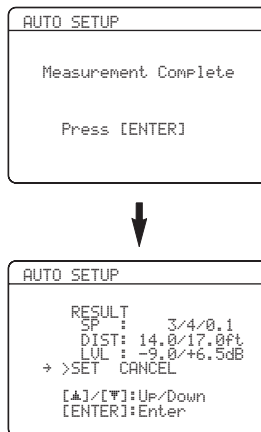 AUTO SETUP
Measurement Complete
Press [ENTER]
AUTO SETUP
RESULT
SP : 3/4/0.1
DIST: 14.0/17.0ft
LVL : -9.0/+6.5dB
→ >SET CANCEL
[▲]/[▼]:Up/Down
[ENTER]:Enter